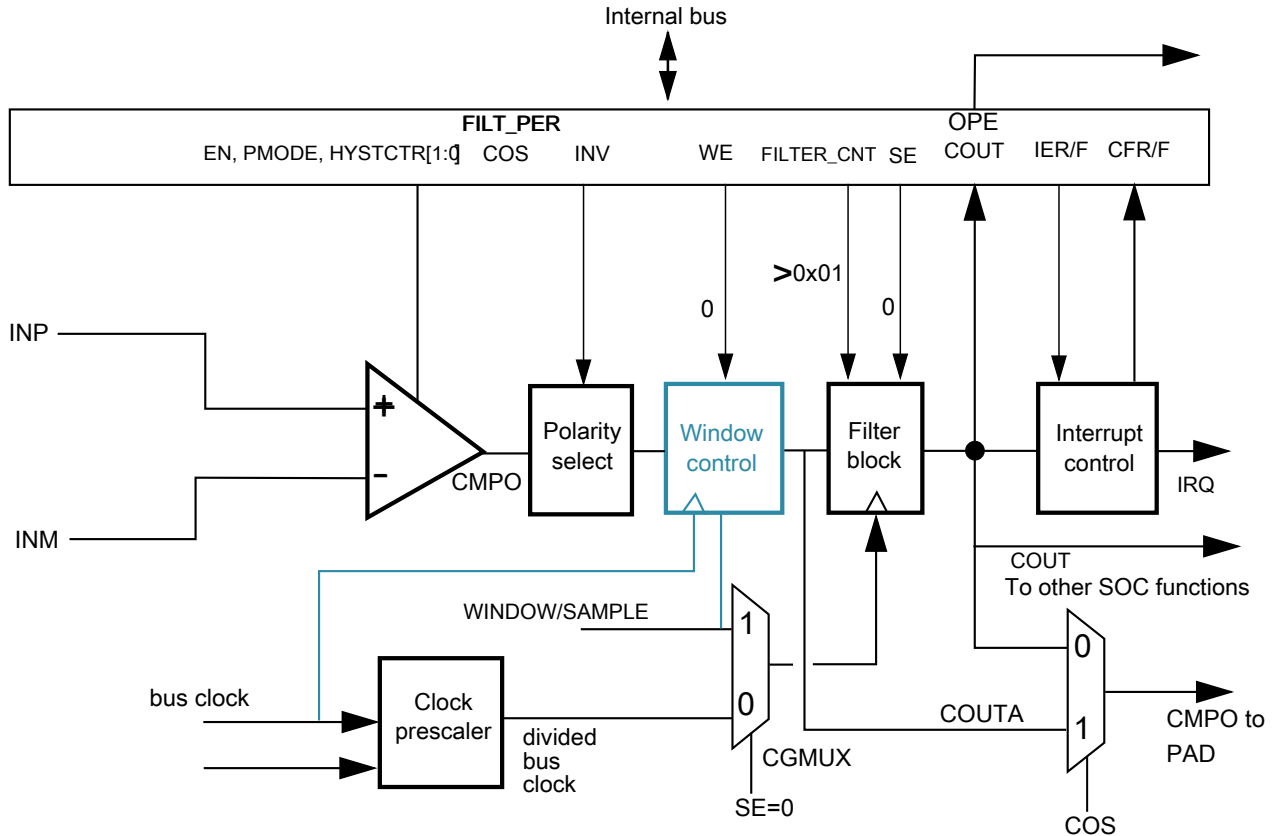 Internal bus
FILT_PER
OPE
EN, PMODE, HYSTCTR[1:0]
COS
INV
WE
FILTER_CNT
SE
COUT
IER/F
CFR/F
>0x01
0
0
INP
+
-
INM
CMPO
Polarity
select
Window
control
Filter
block
Interrupt
control
IRQ
COUT
To other SOC functions
WINDOW/SAMPLE
1
0
bus clock
Clock
prescaler
divided
bus
clock
CGMUX
SE=0
COUTA
0
1
CMPO to
PAD
COS